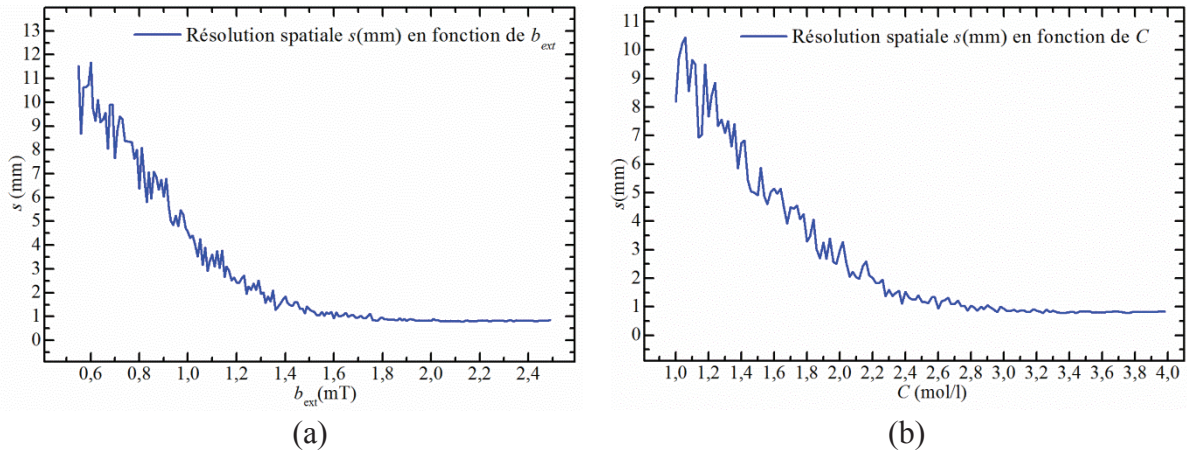 Résolution spatiale s(mm) en fonction de b_ext
13
12
11
10
9
8
7
6
5
4
3
2
1
0
s (mm)
0,6 0,8 1,0 1,2 1,4 1,6 1,8 2,0 2,2 2,4
b_ext(mT)
(a)
Résolution spatiale s(mm) en fonction de C
11
10
9
8
7
6
5
4
3
2
1
0
s(mm)
1,0 1,2 1,4 1,6 1,8 2,0 2,2 2,4 2,6 2,8 3,0 3,2 3,4 3,6 3,8 4,0
C (mol/l)
(b)